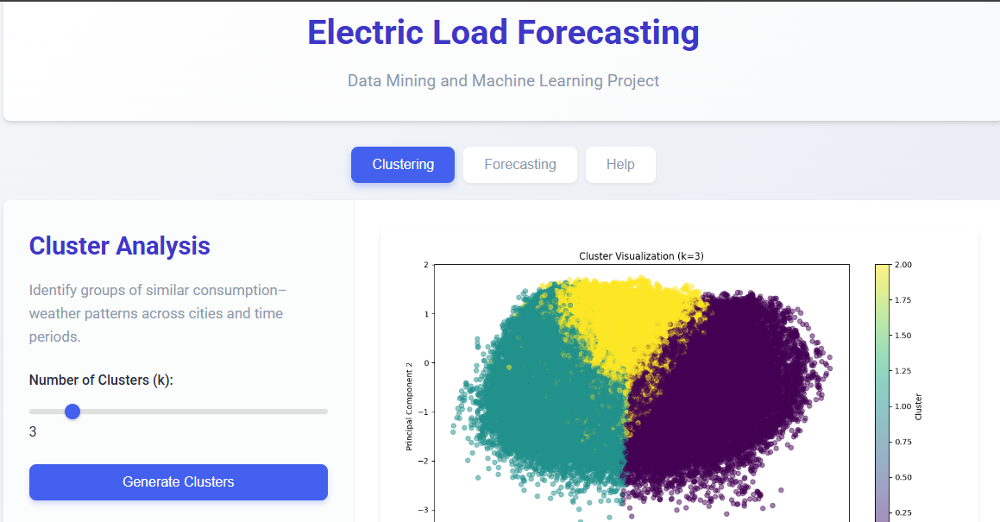 Electric Load Forecasting
Data Mining and Machine Learning Project
Clustering
Forecasting
Help
Cluster Analysis
Identify groups of similar consumption–
weather patterns across cities and time
periods.
Number of Clusters (k):
3
Generate Clusters
Cluster Visualization (k=3)
Principal Component 2
2
1
0
−1
−2
−3
2.00
1.75
1.50
1.25
1.00
0.75
0.50
0.25
Cluster